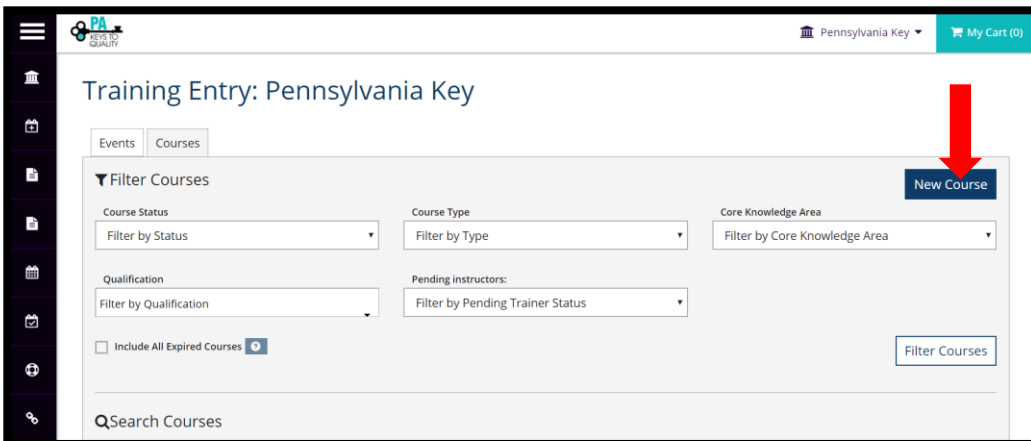 PA
KEYS TO
QUALITY
Pennsylvania Key
My Cart (0)
Training Entry: Pennsylvania Key
Events Courses
Filter Courses
New Course
Course Status Course Type Core Knowledge Area
Filter by Status Filter by Type Filter by Core Knowledge Area
Qualification Pending instructors:
Filter by Qualification Filter by Pending Trainer Status
Include All Expired Courses ?
Filter Courses
Search Courses